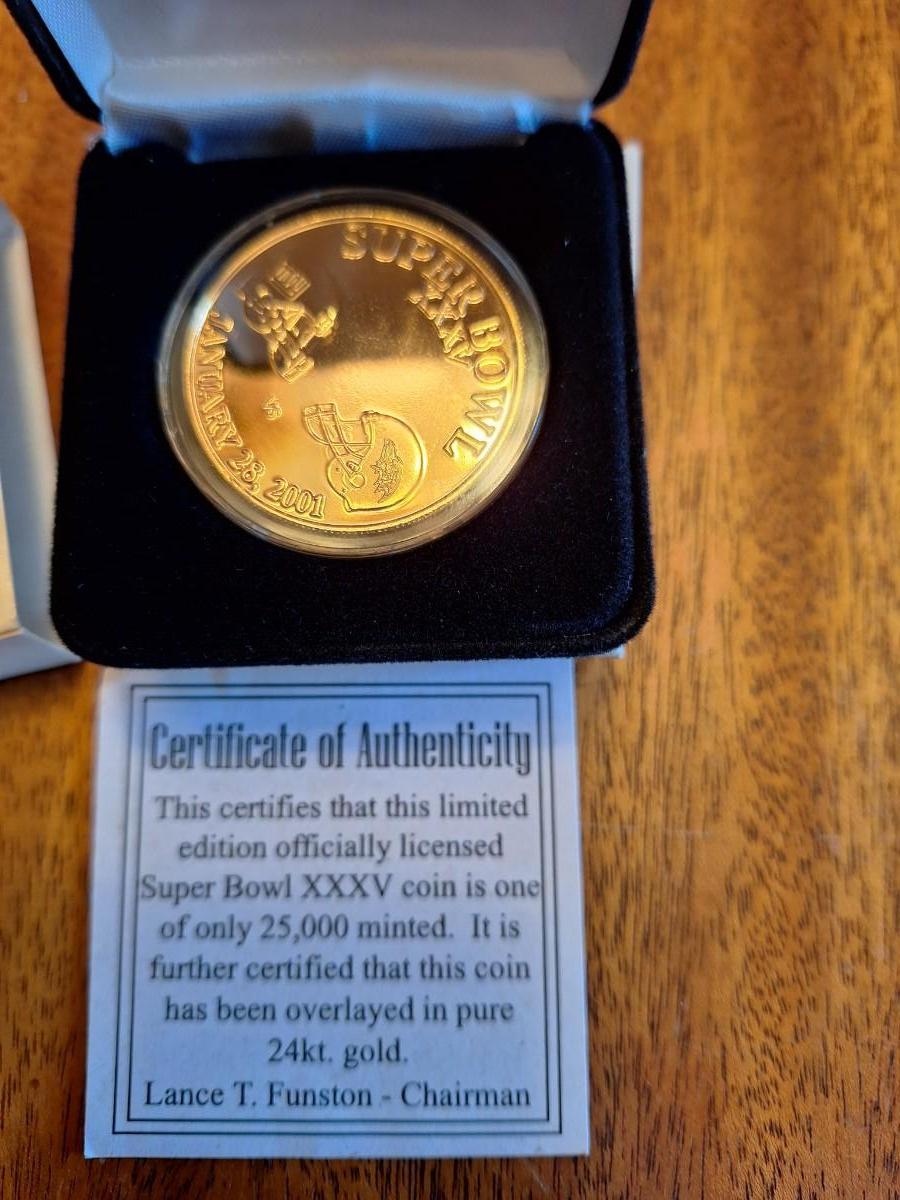 SUPER BOWL
XXXV
JANUARY 28, 2001
Certificate of Authenticity
This certifies that this limited
edition officially licensed
Super Bowl XXXV coin is one
of only 25,000 minted. It is
further certified that this coin
has been overlayed in pure
24kt. gold.
Lance T. Funston - Chairman